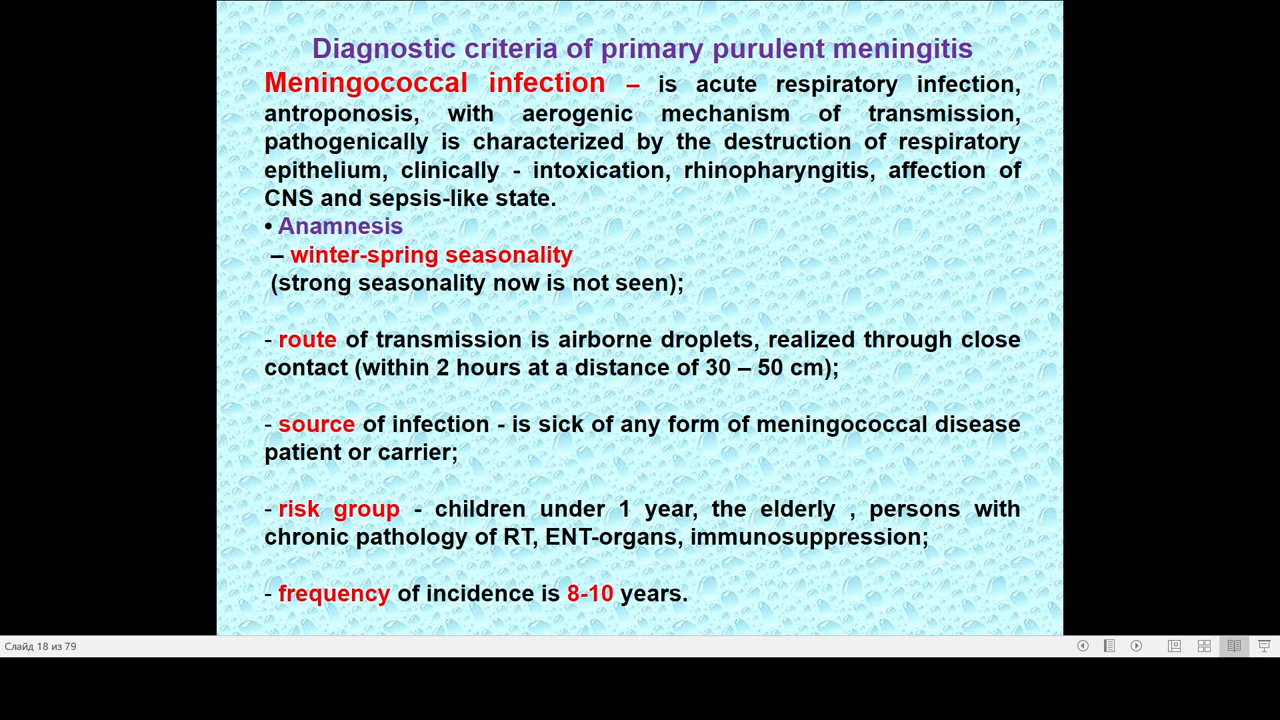 Diagnostic criteria of primary purulent meningitis
Meningococcal infection – is acute respiratory infection,
antroponosis, with aerogenic mechanism of transmission,
pathogenically is characterized by the destruction of respiratory
epithelium, clinically - intoxication, rhinopharyngitis, affection of
CNS and sepsis-like state.
• Anamnesis
– winter-spring seasonality
(strong seasonality now is not seen);
- route of transmission is airborne droplets, realized through close
contact (within 2 hours at a distance of 30 – 50 cm);
- source of infection - is sick of any form of meningococcal disease
patient or carrier;
- risk group - children under 1 year, the elderly , persons with
chronic pathology of RT, ENT-organs, immunosuppression;
- frequency of incidence is 8-10 years.
Слайд 18 из 79